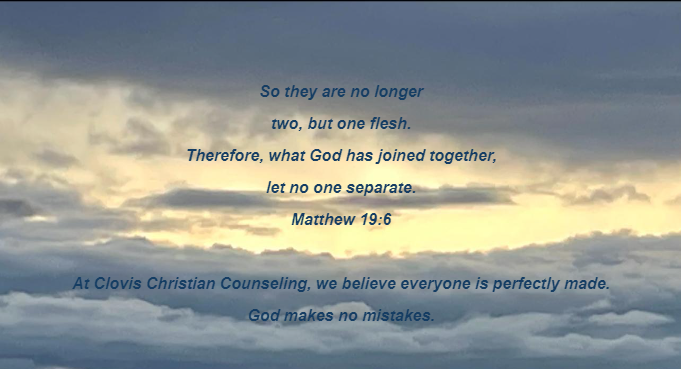 So they are no longer
two, but one flesh.
Therefore, what God has joined together,
let no one separate.
Matthew 19:6
At Clovis Christian Counseling, we believe everyone is perfectly made.
God makes no mistakes.